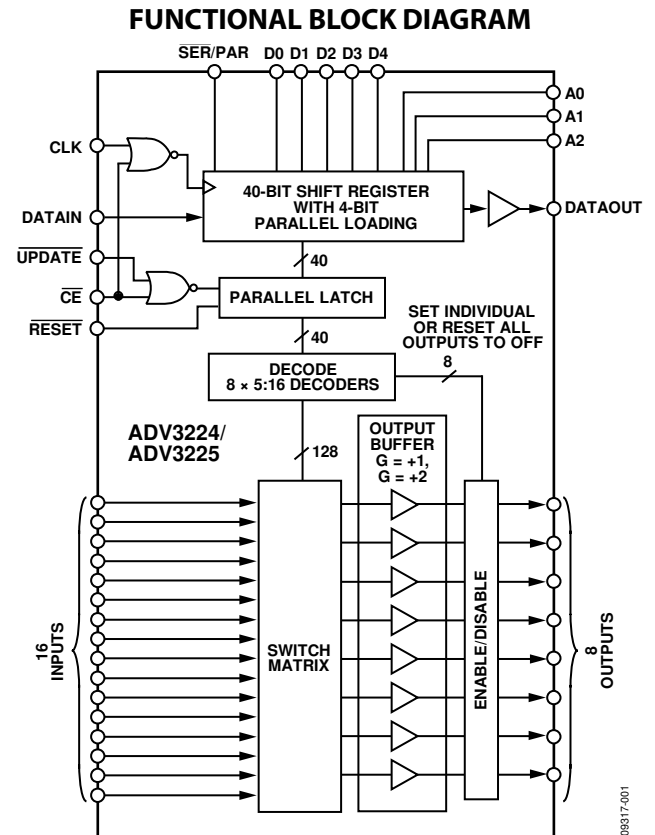 FUNCTIONAL BLOCK DIAGRAM
SER/PAR D0 D1 D2 D3 D4
A0
A1
A2
CLK
40-BIT SHIFT REGISTER
WITH 4-BIT
PARALLEL LOADING
DATAIN
DATAOUT
UPDATE
40
CE
PARALLEL LATCH
RESET
SET INDIVIDUAL
OR RESET ALL
OUTPUTS TO OFF
40
8
DECODE
8 × 5:16 DECODERS
ADV3224/
ADV3225
OUTPUT
BUFFER
G = +1,
G = +2
128
16
INPUTS
SWITCH
MATRIX
ENABLE/DISABLE
8
OUTPUTS
09317-001